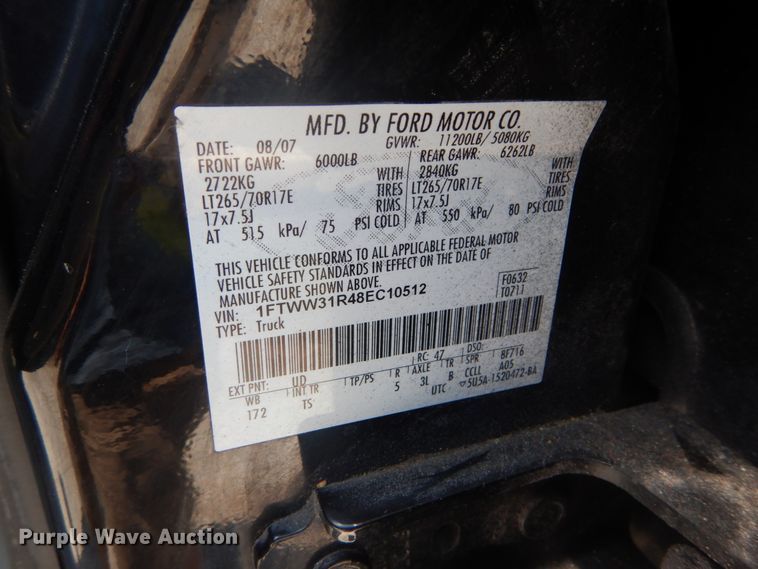 MFD. BY FORD MOTOR CO.
DATE: 08/07 GVWR: 11200LB/ 5080KG
FRONT GAWR: 6000LB REAR GAWR: 6262LB
2722KG WITH 2840KG WITH
LT265/70R17E TIRES LT265/70R17E TIRES
17x7.5J RIMS 17x7.5J RIMS
AT 515 kPa/ 75 PSI COLD AT 550 kPa/ 80 PSI COLD
THIS VEHICLE CONFORMS TO ALL APPLICABLE FEDERAL MOTOR
VEHICLE SAFETY STANDARDS IN EFFECT ON THE DATE OF
MANUFACTURE SHOWN ABOVE.
VIN: 1FTWW31R48EC10512 F0632
TYPE: Truck T0711
RC: 47 DSO:
EXT PNT: UD 8F716
WB INT TR TP/PS R AXLE TR SPR A05
172 TS 5 3L B CCLL
UTC ▽5U5A-1520472-BA
Purple Wave Auction®